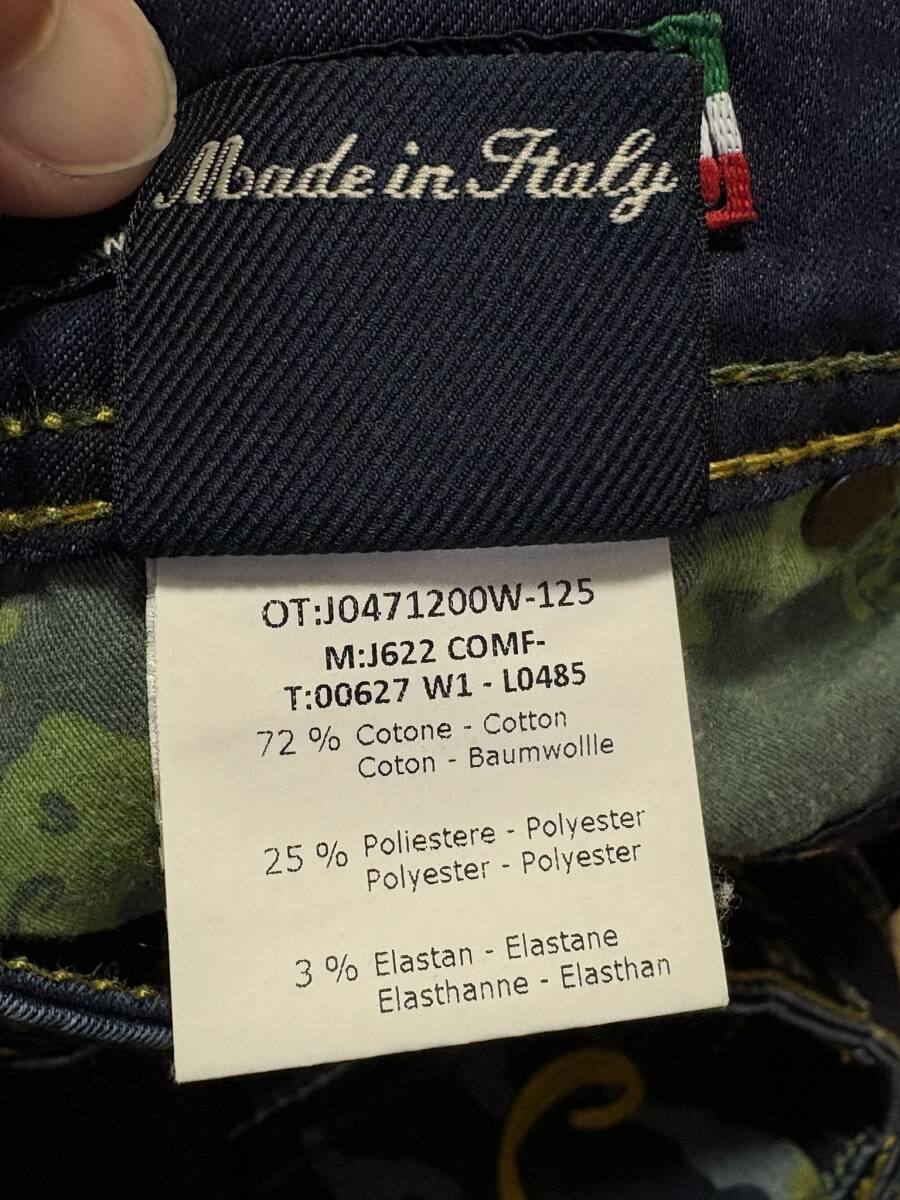 Made in Italy
OT:J0471200W-125
M:J622 COMF-
T:00627 W1 - L0485
72 % Cotone - Cotton
Coton - Baumwollle
25 % Poliestere - Polyester
Polyester - Polyester
3 % Elastan - Elastane
Elasthanne - Elasthan